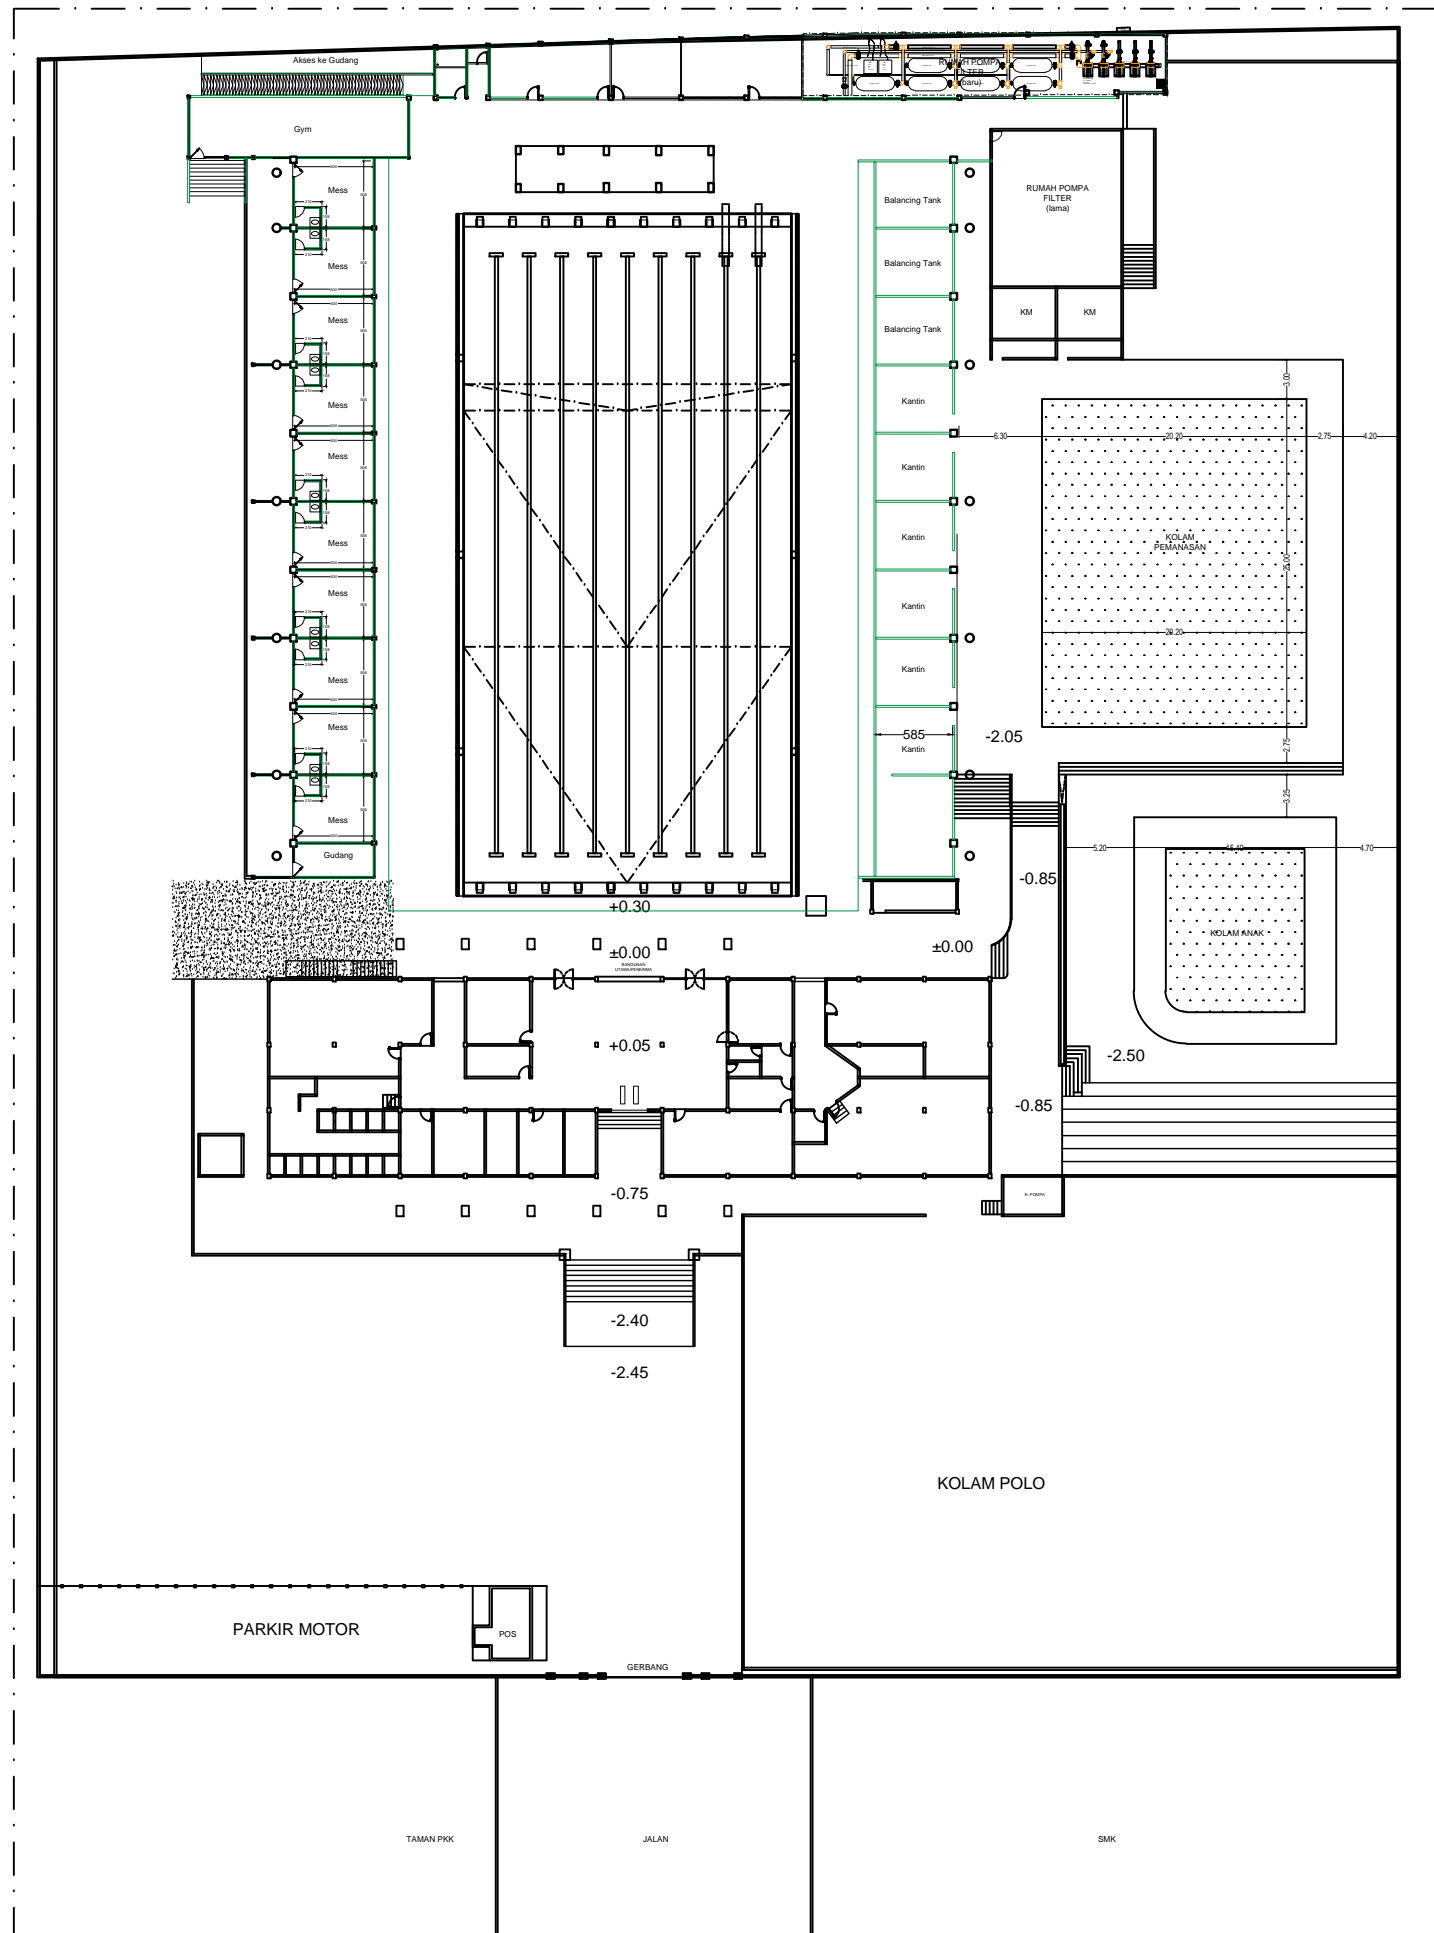 Akses ke Gudang
RUMAH POMPA
FILTER
(baru)
Gym
Mess
Balancing Tank
RUMAH POMPA
FILTER
(lama)
Mess
Balancing Tank
Mess
KM
KM
Balancing Tank
3.00
Mess
Kantin
6.30
20.20
2.75
4.20
Mess
Kantin
Mess
Kantin
KOLAM
PEMANASAN
25.00
Mess
Kantin
20.20
Mess
Kantin
Mess
585
-2.05
2.75
Kantin
3.25
Mess
Gudang
5.20
15.40
4.70
-0.85
+0.30
KOLAM ANAK
±0.00
±0.00
BANGUNAN
UTAMA/PENERIMA
+0.05
-2.50
-0.85
-0.75
R. POMPA
-2.40
-2.45
KOLAM POLO
PARKIR MOTOR
POS
GERBANG
TAMAN PKK
JALAN
SMK